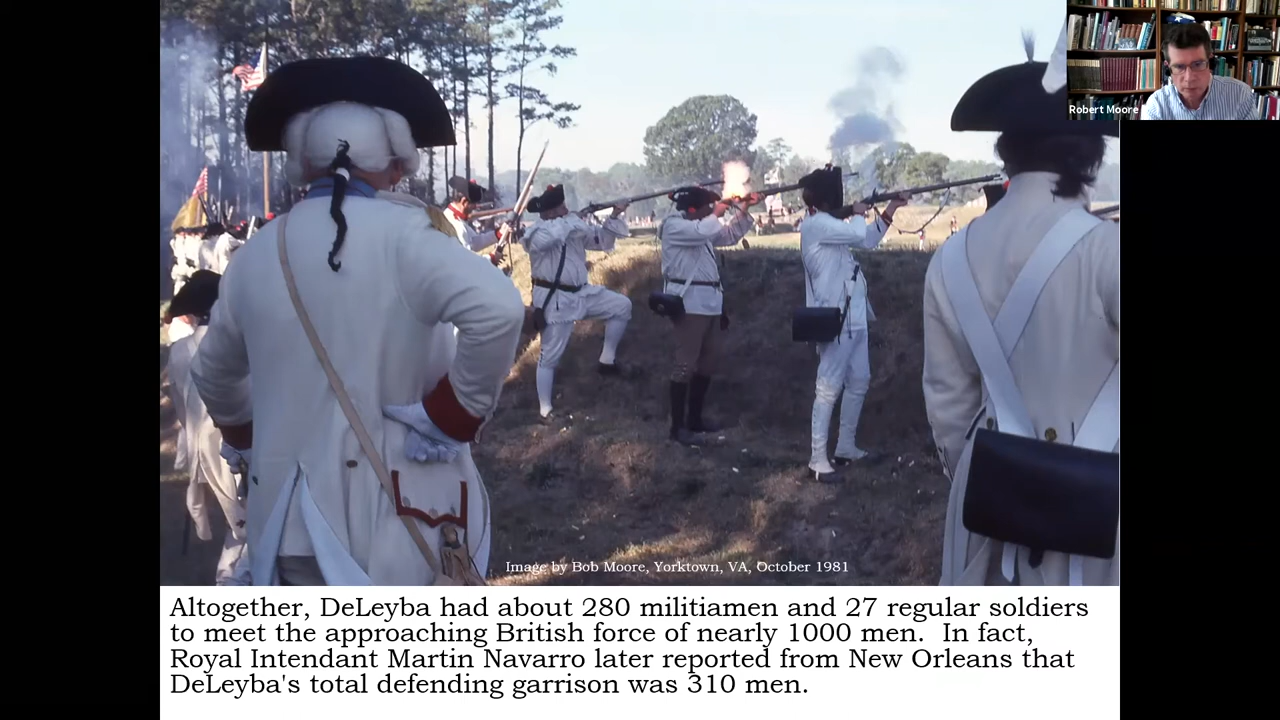 Robert Moore
Image by Bob Moore, Yorktown, VA, October 1981
Altogether, DeLeyba had about 280 militiamen and 27 regular soldiers
to meet the approaching British force of nearly 1000 men.  In fact,
Royal Intendant Martin Navarro later reported from New Orleans that
DeLeyba's total defending garrison was 310 men.